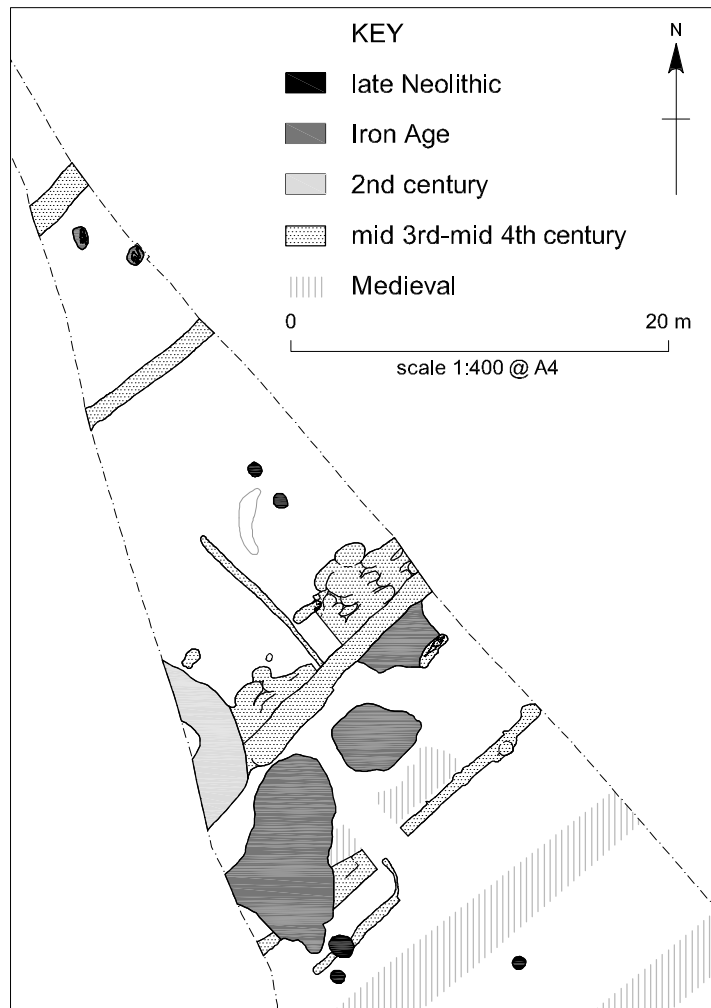 KEY
N
late Neolithic
Iron Age
2nd century
mid 3rd-mid 4th century
Medieval
0 20 m
scale 1:400 @ A4